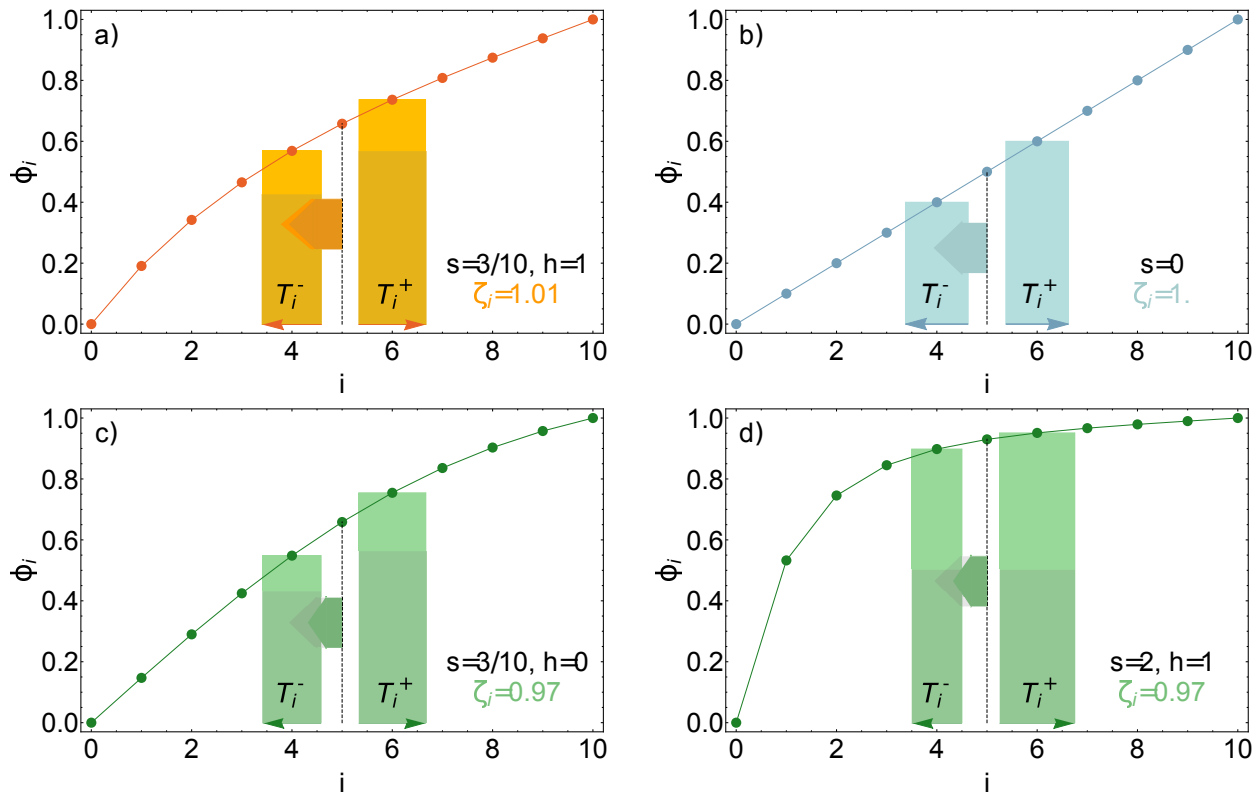 a)
1.0
0.8
0.6
0.4
0.2
0.0
ϕi
Ti-
Ti+
s=3/10, h=1
ζi=1.01
0 2 4 6 8 10
i
b)
1.0
0.8
0.6
0.4
0.2
0.0
ϕi
Ti-
Ti+
s=0
ζi=1.
0 2 4 6 8 10
i
c)
1.0
0.8
0.6
0.4
0.2
0.0
ϕi
Ti-
Ti+
s=3/10, h=0
ζi=0.97
0 2 4 6 8 10
i
d)
1.0
0.8
0.6
0.4
0.2
0.0
ϕi
Ti-
Ti+
s=2, h=1
ζi=0.97
0 2 4 6 8 10
i